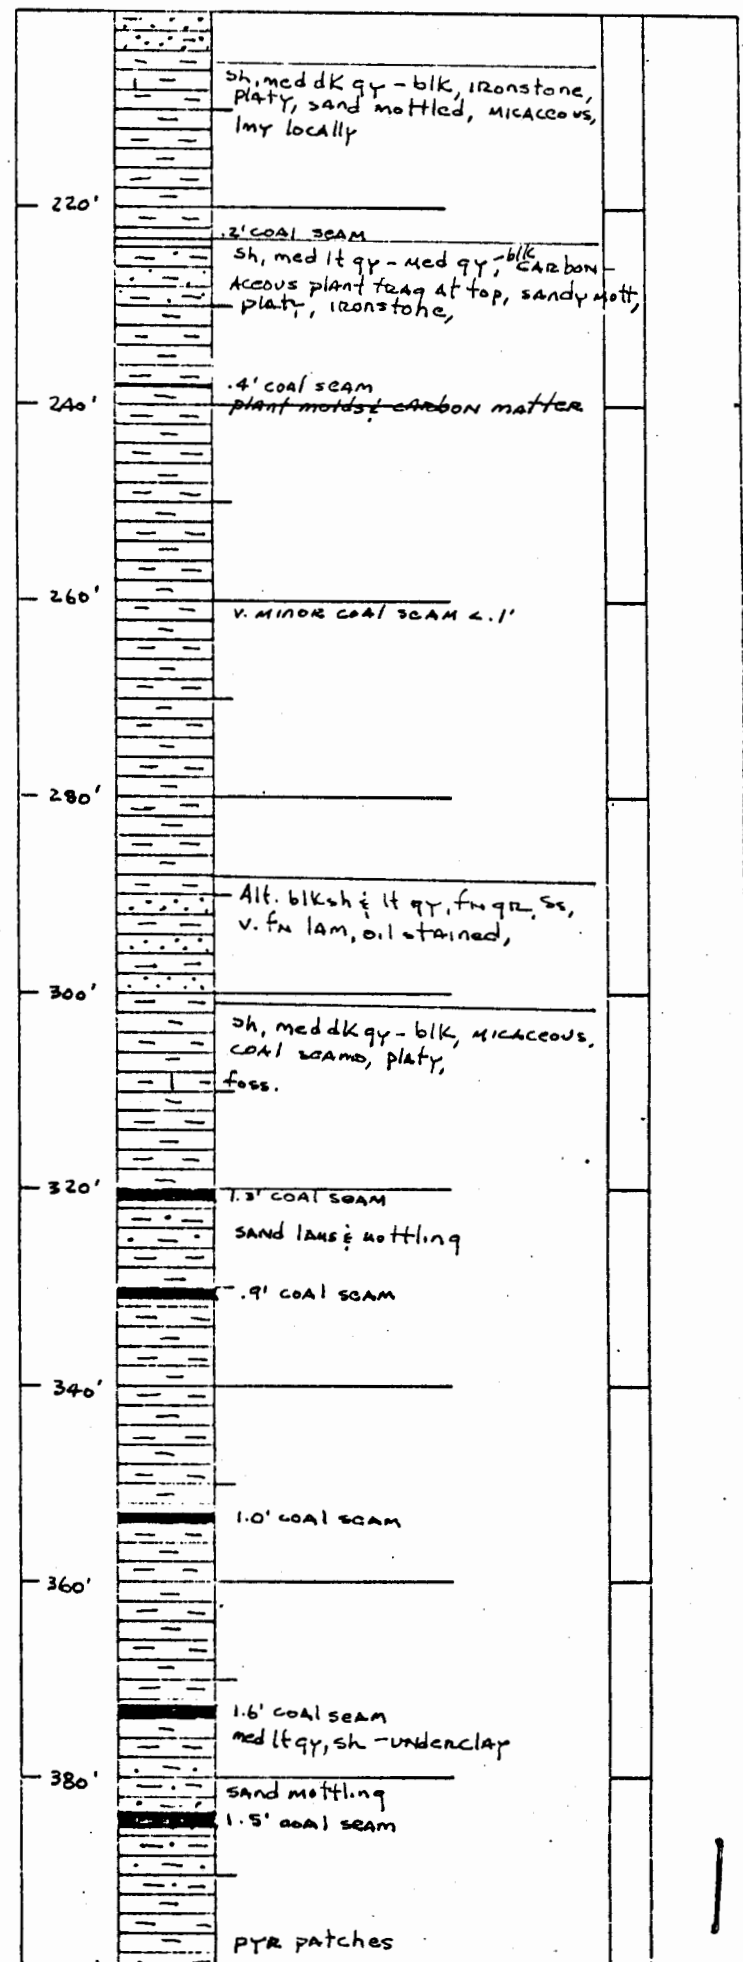 sh, med dk gy - blk, ironstone,
platy, sand mottled, micaceous,
lmy locally
220'
.2' coal seam
sh, med lt gy - med gy, -blk carbon-
aceous plant frag at top, sandy mott,
platy, ironstone,
.4' coal seam
240'
plant molds & carbon matter
260'
v. minor coal seam <.1'
280'
Alt. blk sh & lt gy, fn gr, ss,
v. fn lam, oil stained,
300'
sh, med dk gy - blk, micaceous,
coal seams, platy,
foss.
320'
1.3' coal seam
sand lams & mottling
.9' coal seam
340'
1.0' coal seam
360'
1.6' coal seam
med lt gy, sh - underclay
380'
sand mottling
1.5' coal seam
pyr patches